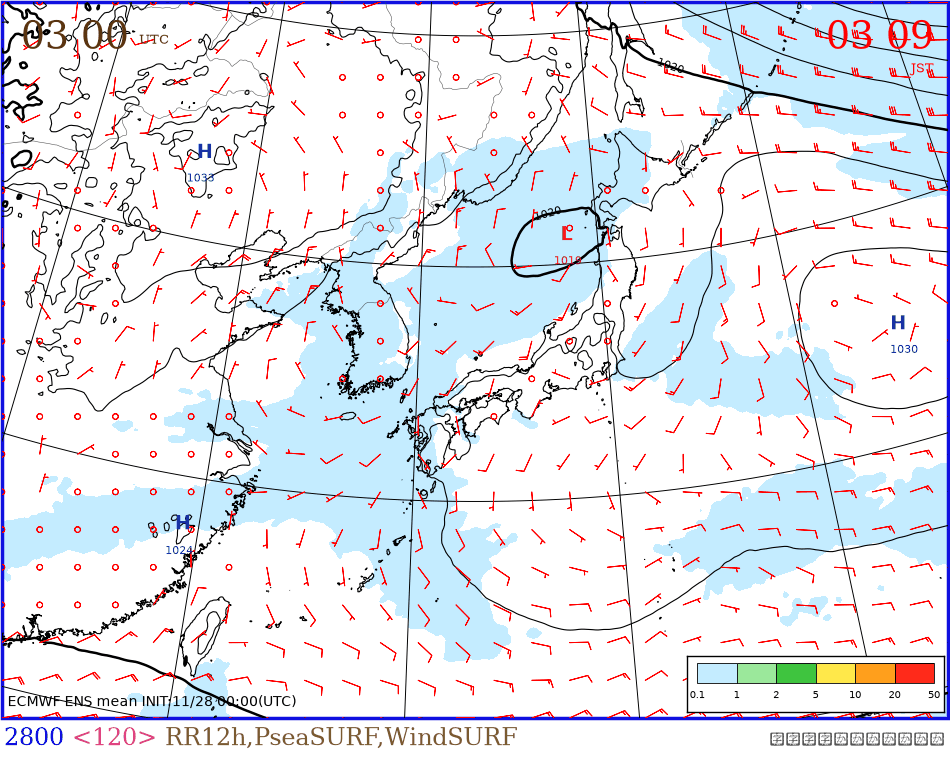 03 00 UTC
03 09
JST
1020
H
1033
1020
L
1018
H
1030
H
1024
0.1 1 2 5 10 20 50
ECMWF ENS mean INIT:11/28 00:00(UTC)
2800 <120> RR12h,PseaSURF,WindSURF